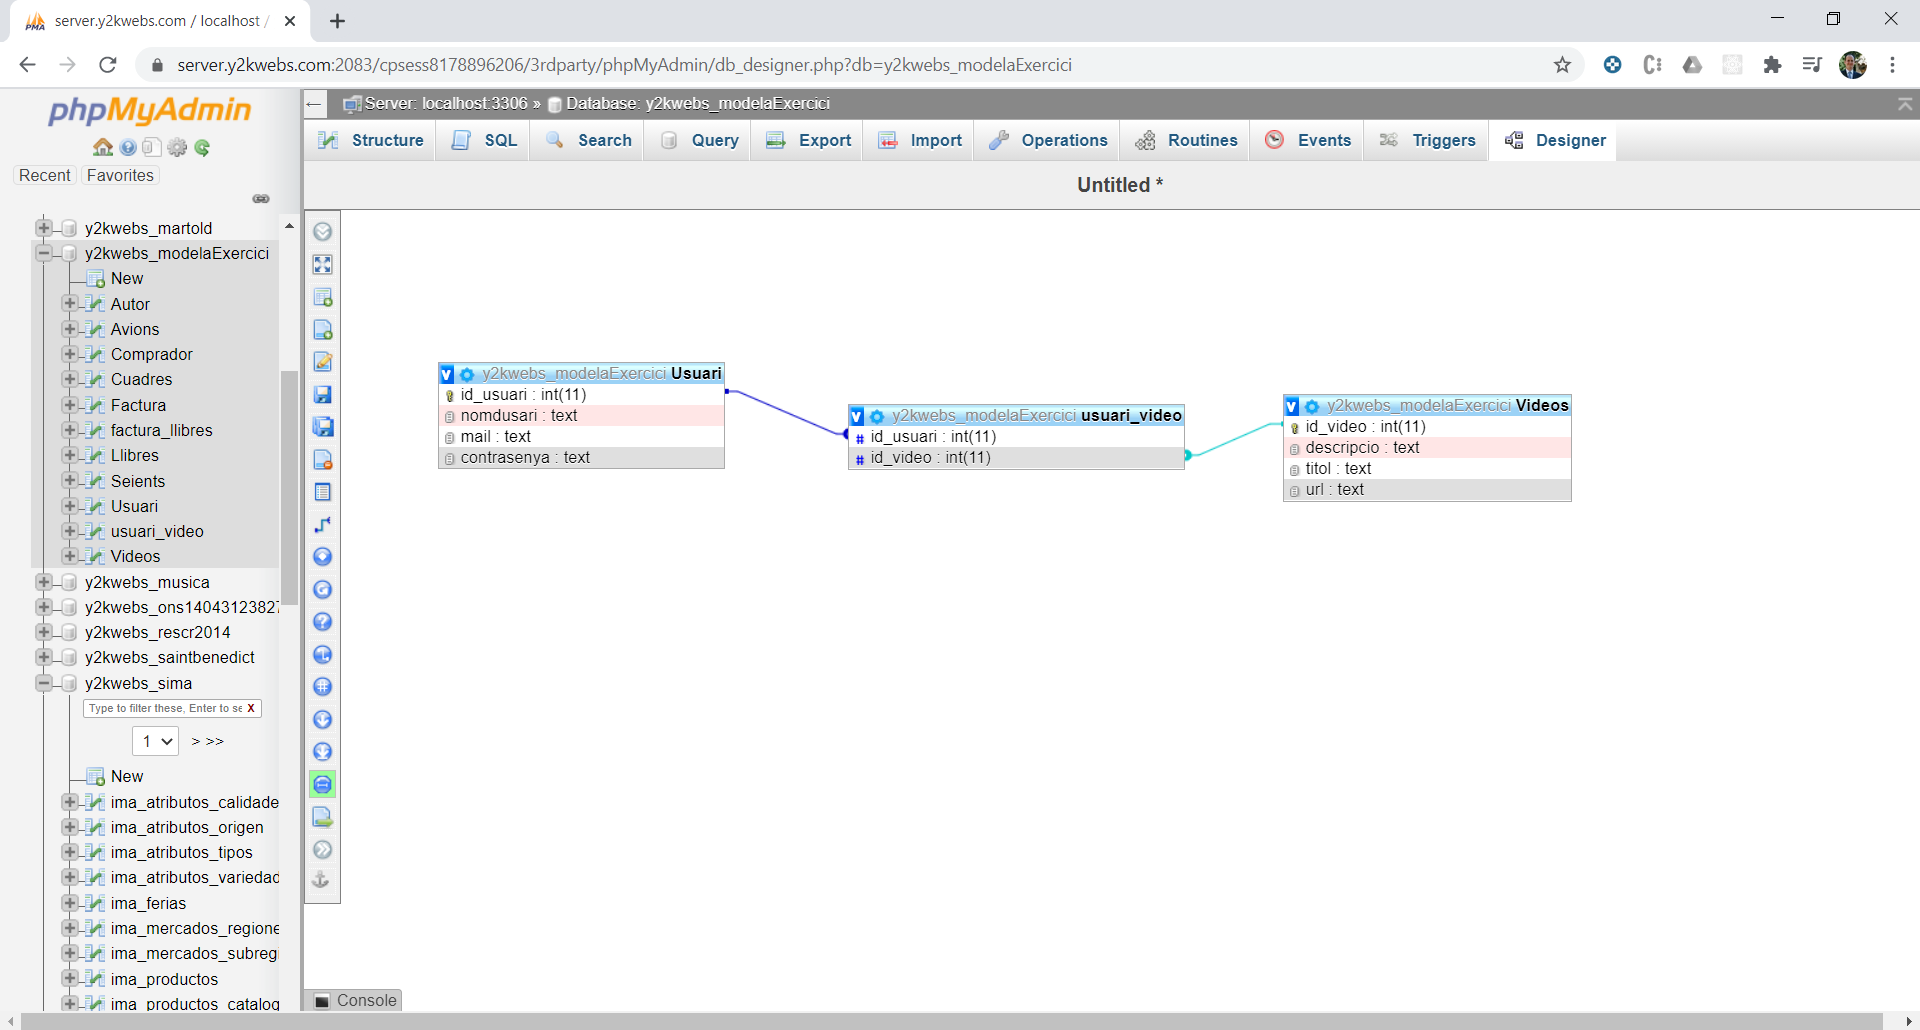 server.y2kwebs.com / localhost /
server.y2kwebs.com:2083/cpsess8178896206/3rdparty/phpMyAdmin/db_designer.php?db=y2kwebs_modelaExercici
phpMyAdmin
Recent Favorites
y2kwebs_martold
y2kwebs_modelaExercici
New
Autor
Avions
Comprador
Cuadres
Factura
factura_llibres
Llibres
Seients
Usuari
usuari_video
Videos
y2kwebs_musica
y2kwebs_ons14043123827
y2kwebs_rescr2014
y2kwebs_saintbenedict
y2kwebs_sima
Type to filter these, Enter to se X
1 > >>
New
ima_atributos_calidade
ima_atributos_origen
ima_atributos_tipos
ima_atributos_variedad
ima_ferias
ima_mercados_regione
ima_mercados_subreg
ima_productos
ima_productos_catalog
Server: localhost:3306 » Database: y2kwebs_modelaExercici
Structure SQL Search Query Export Import Operations Routines Events Triggers Designer
Untitled *
y2kwebs_modelaExercici Usuari
id_usuari : int(11)
nomdusari : text
mail : text
contrasenya : text
y2kwebs_modelaExercici usuari_video
id_usuari : int(11)
id_video : int(11)
y2kwebs_modelaExercici Videos
id_video : int(11)
descripcio : text
titol : text
url : text
Console